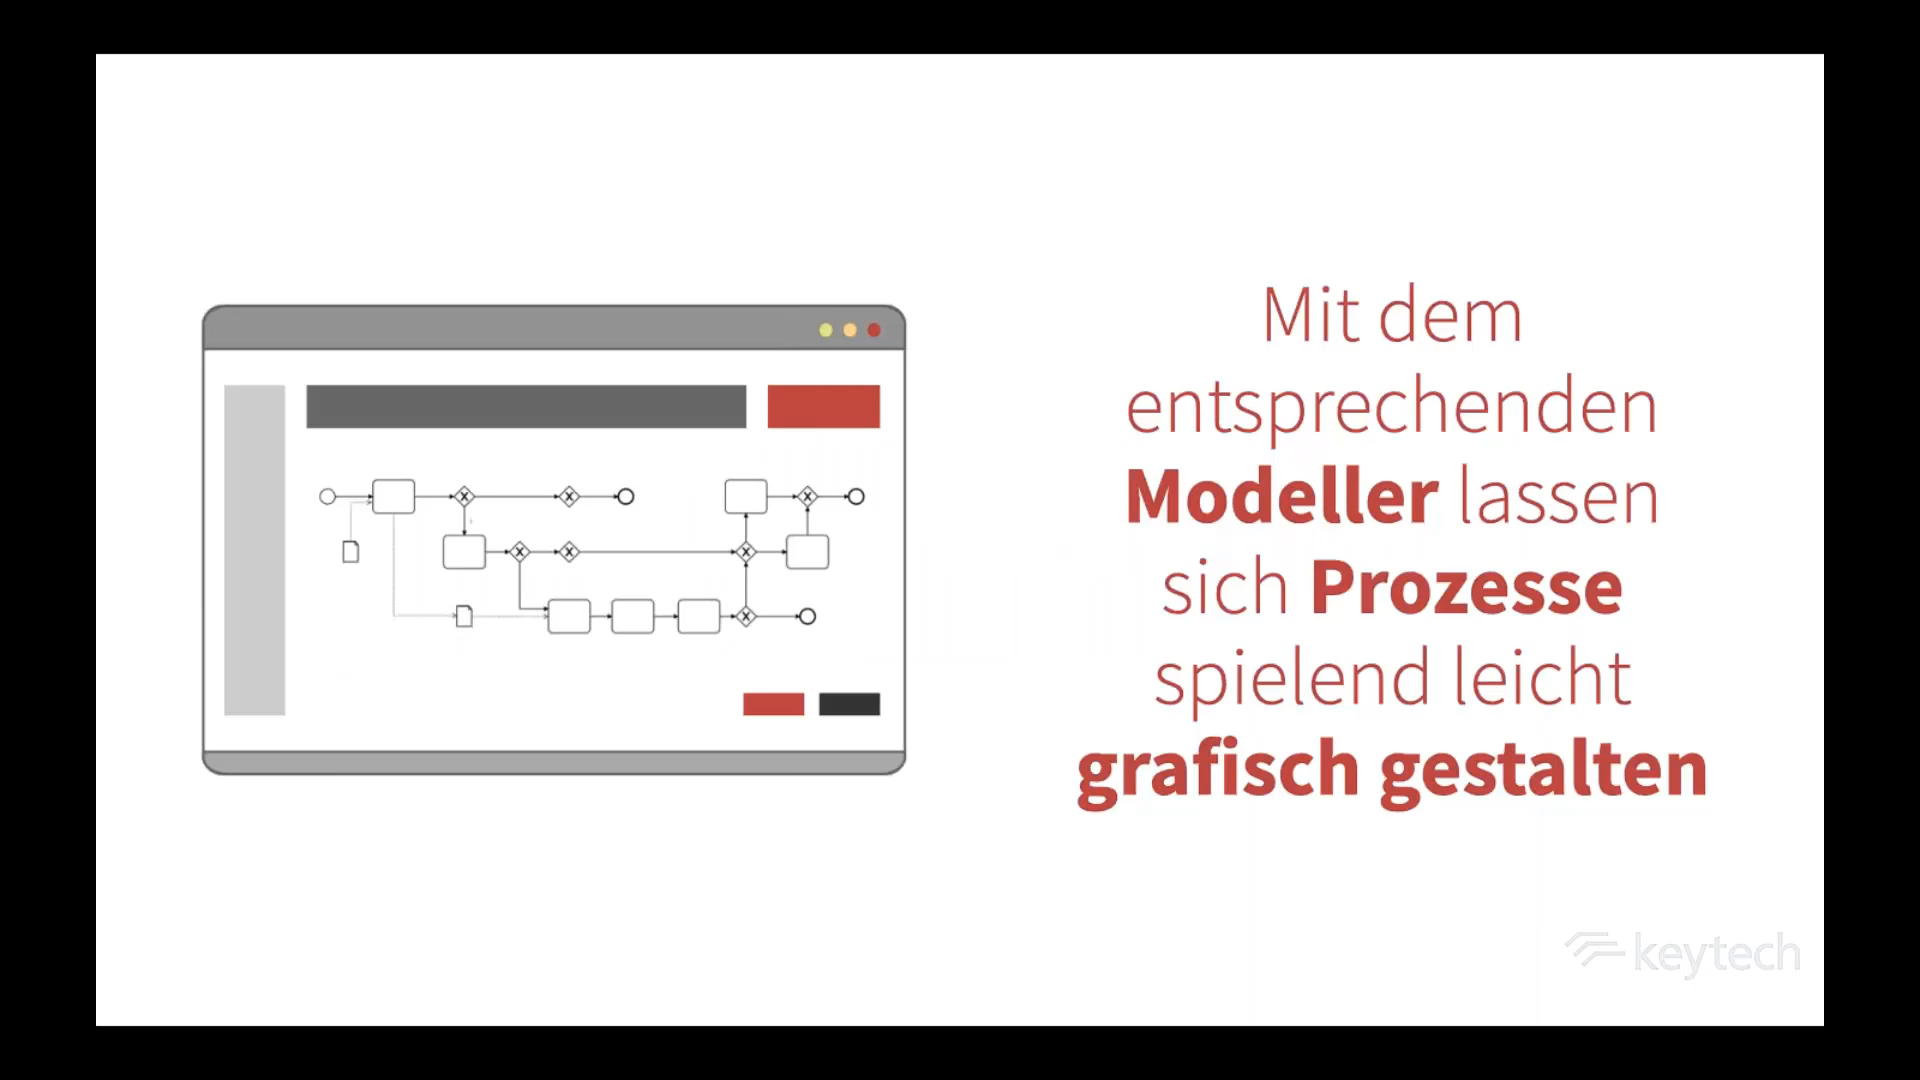 Mit dem
entsprechenden
Modeller lassen
sich Prozesse
spielend leicht
grafisch gestalten
keytech